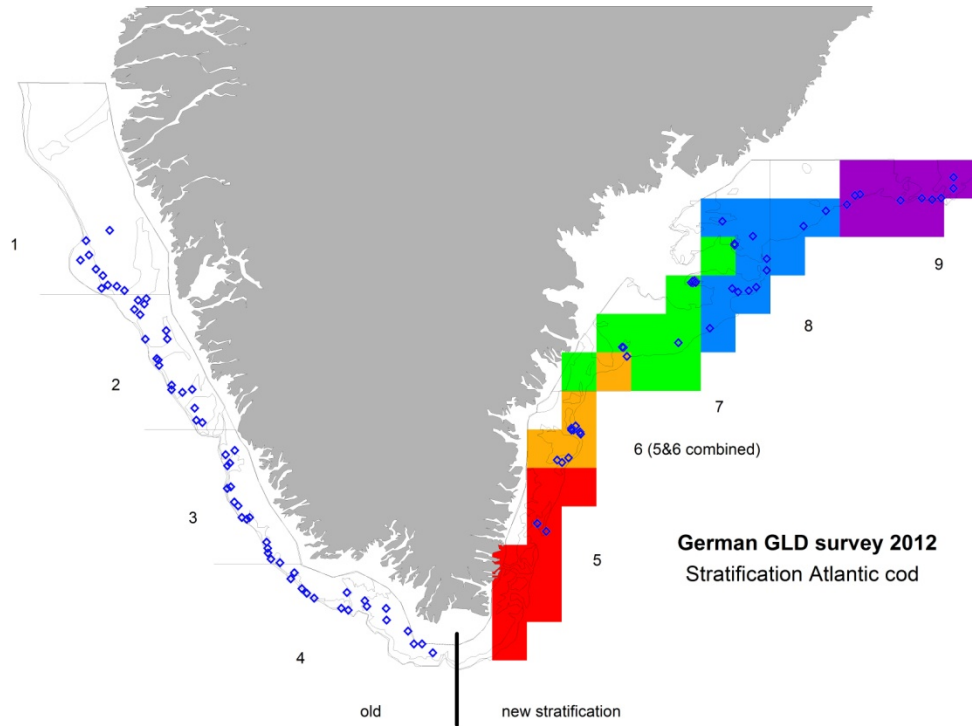 1
9
8
2
7
6 (5&6 combined)
3
German GLD survey 2012
5
Stratification Atlantic cod
4
old
new stratification